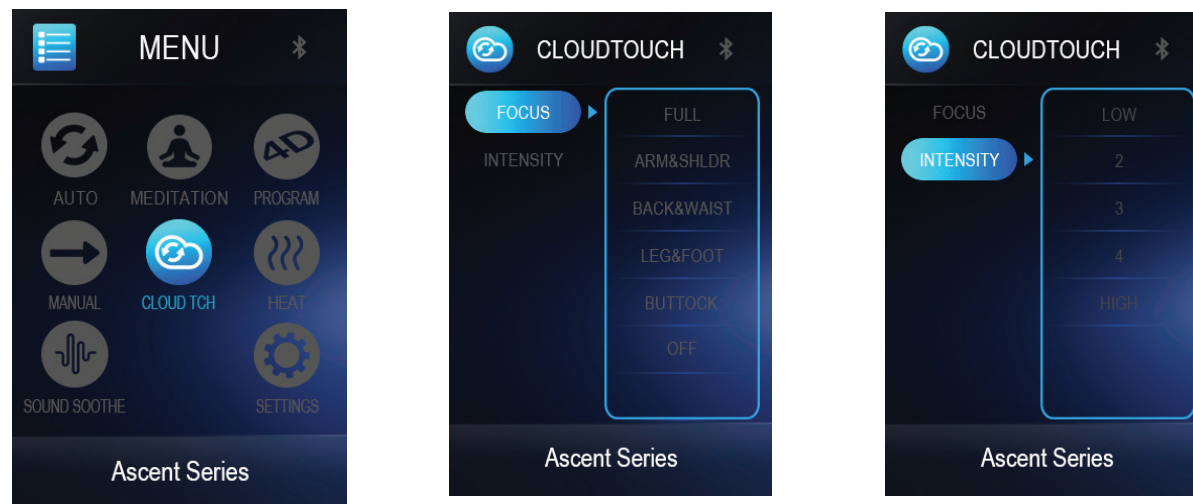 MENU
AUTO MEDITATION 4D PROGRAM
MANUAL CLOUD TCH HEAT
SOUND SOOTHE SETTINGS
Ascent Series
CLOUDTOUCH
FOCUS FULL
INTENSITY ARM&SHLDR
BACK&WAIST
LEG&FOOT
BUTTOCK
OFF
Ascent Series
CLOUDTOUCH
FOCUS LOW
INTENSITY 2
3
4
HIGH
Ascent Series